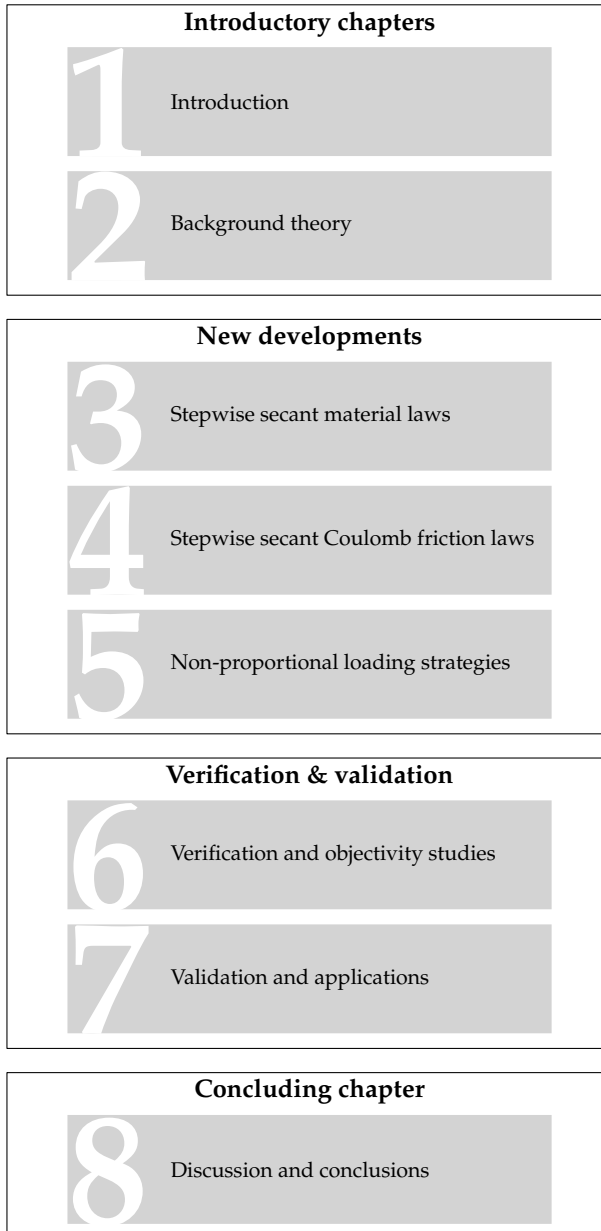 Introductory chapters
1
Introduction
2
Background theory
New developments
3
Stepwise secant material laws
4
Stepwise secant Coulomb friction laws
5
Non-proportional loading strategies
Verification & validation
6
Verification and objectivity studies
7
Validation and applications
Concluding chapter
8
Discussion and conclusions